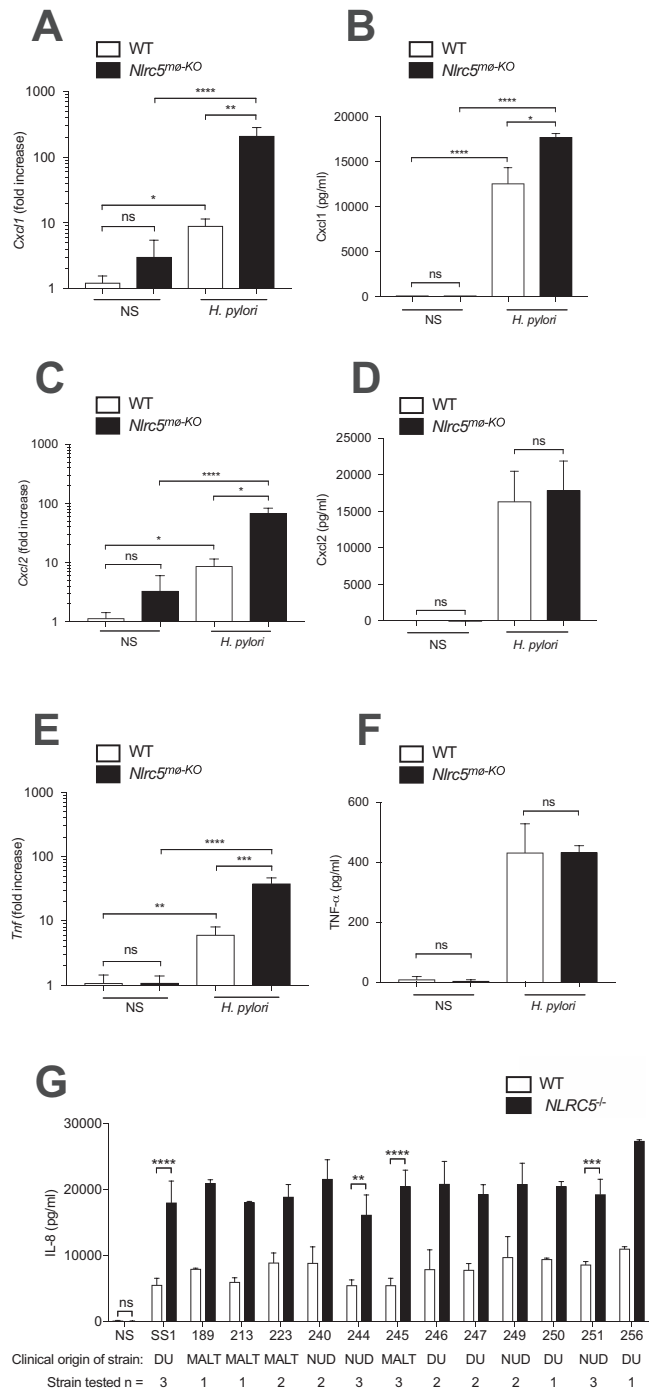 A
WT
Nlrc5mø-KO
Cxcl1 (fold increase)
1000
100
10
1
****
**
*
ns
NS
H. pylori
B
WT
Nlrc5mø-KO
Cxcl1 (pg/ml)
20000
15000
10000
5000
0
****
*
****
ns
NS
H. pylori
C
WT
Nlrc5mø-KO
Cxcl2 (fold increase)
1000
100
10
1
****
*
*
ns
NS
H. pylori
D
WT
Nlrc5mø-KO
Cxcl2 (pg/ml)
25000
20000
15000
10000
5000
0
ns
ns
NS
H. pylori
E
WT
Nlrc5mø-KO
Tnf (fold increase)
1000
100
10
1
****
***
**
ns
NS
H. pylori
F
WT
Nlrc5mø-KO
TNF-α (pg/ml)
600
400
200
0
ns
ns
NS
H. pylori
G
WT
NLRC5-/-
IL-8 (pg/ml)
30000
20000
10000
0
ns
****
**
****
***
NS SS1 189 213 223 240 244 245 246 247 249 250 251 256
Clinical origin of strain: DU MALT MALT MALT NUD NUD MALT DU DU NUD DU NUD DU
Strain tested n = 3 1 1 2 2 3 3 2 2 2 1 3 1